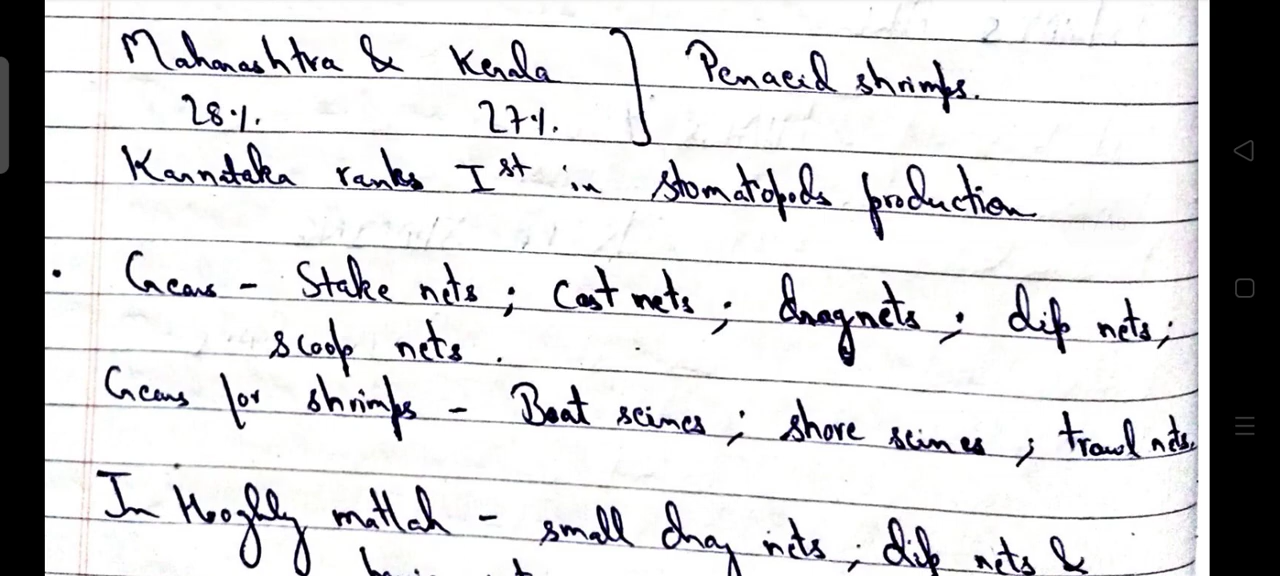 Maharashtra & Kerala ] Penaeid shrimps.
28%. 27%.
Karnataka ranks Ist in stomatopods production
• Gears - Stake nets ; Cast nets ; dragnets ; dip nets ;
scoop nets .
Gears for shrimps - Boat seines ; shore seines ; trawl nets.
In Hooghly matlah - small drag nets ; dip nets &